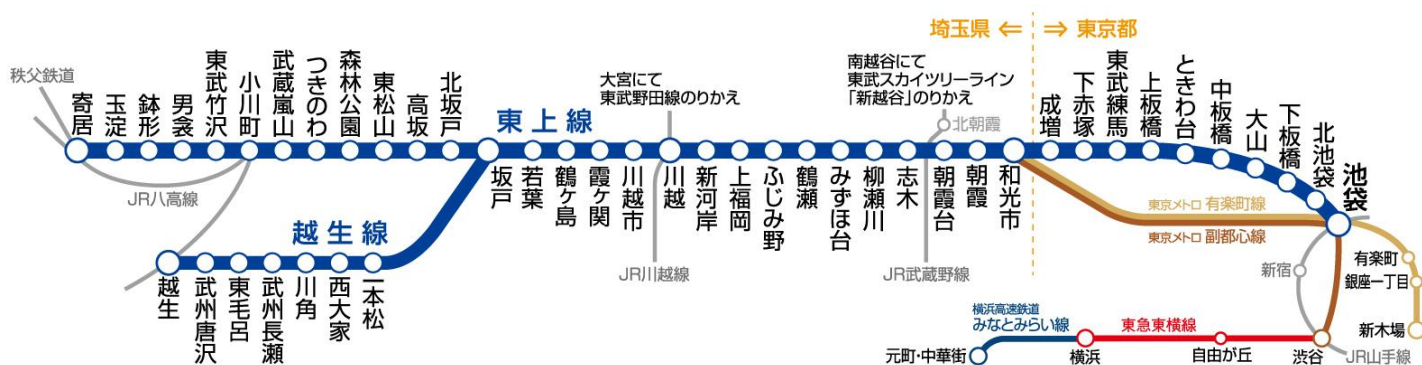 埼玉県 ⇐ ⇒ 東京都
秩父鉄道
寄居
玉淀
鉢形
男衾
東武竹沢
小川町
武蔵嵐山
つきのわ
森林公園
東松山
高坂
北坂戸
東上線
坂戸
若葉
鶴ヶ島
霞ヶ関
川越市
大宮にて
東武野田線のりかえ
川越
新河岸
上福岡
ふじみ野
鶴瀬
みずほ台
柳瀬川
志木
南越谷にて
東武スカイツリーライン
「新越谷」のりかえ
北朝霞
朝霞台
朝霞
和光市
成増
下赤塚
東武練馬
上板橋
ときわ台
中板橋
大山
下板橋
北池袋
池袋
JR八高線
越生線
越生
武州唐沢
東毛呂
武州長瀬
川角
西大家
一本松
JR川越線
JR武蔵野線
東京メトロ 有楽町線
東京メトロ 副都心線
新宿
有楽町
銀座一丁目
新木場
横浜高速鉄道
みなとみらい線
東急東横線
元町・中華街
横浜
自由が丘
渋谷
JR山手線